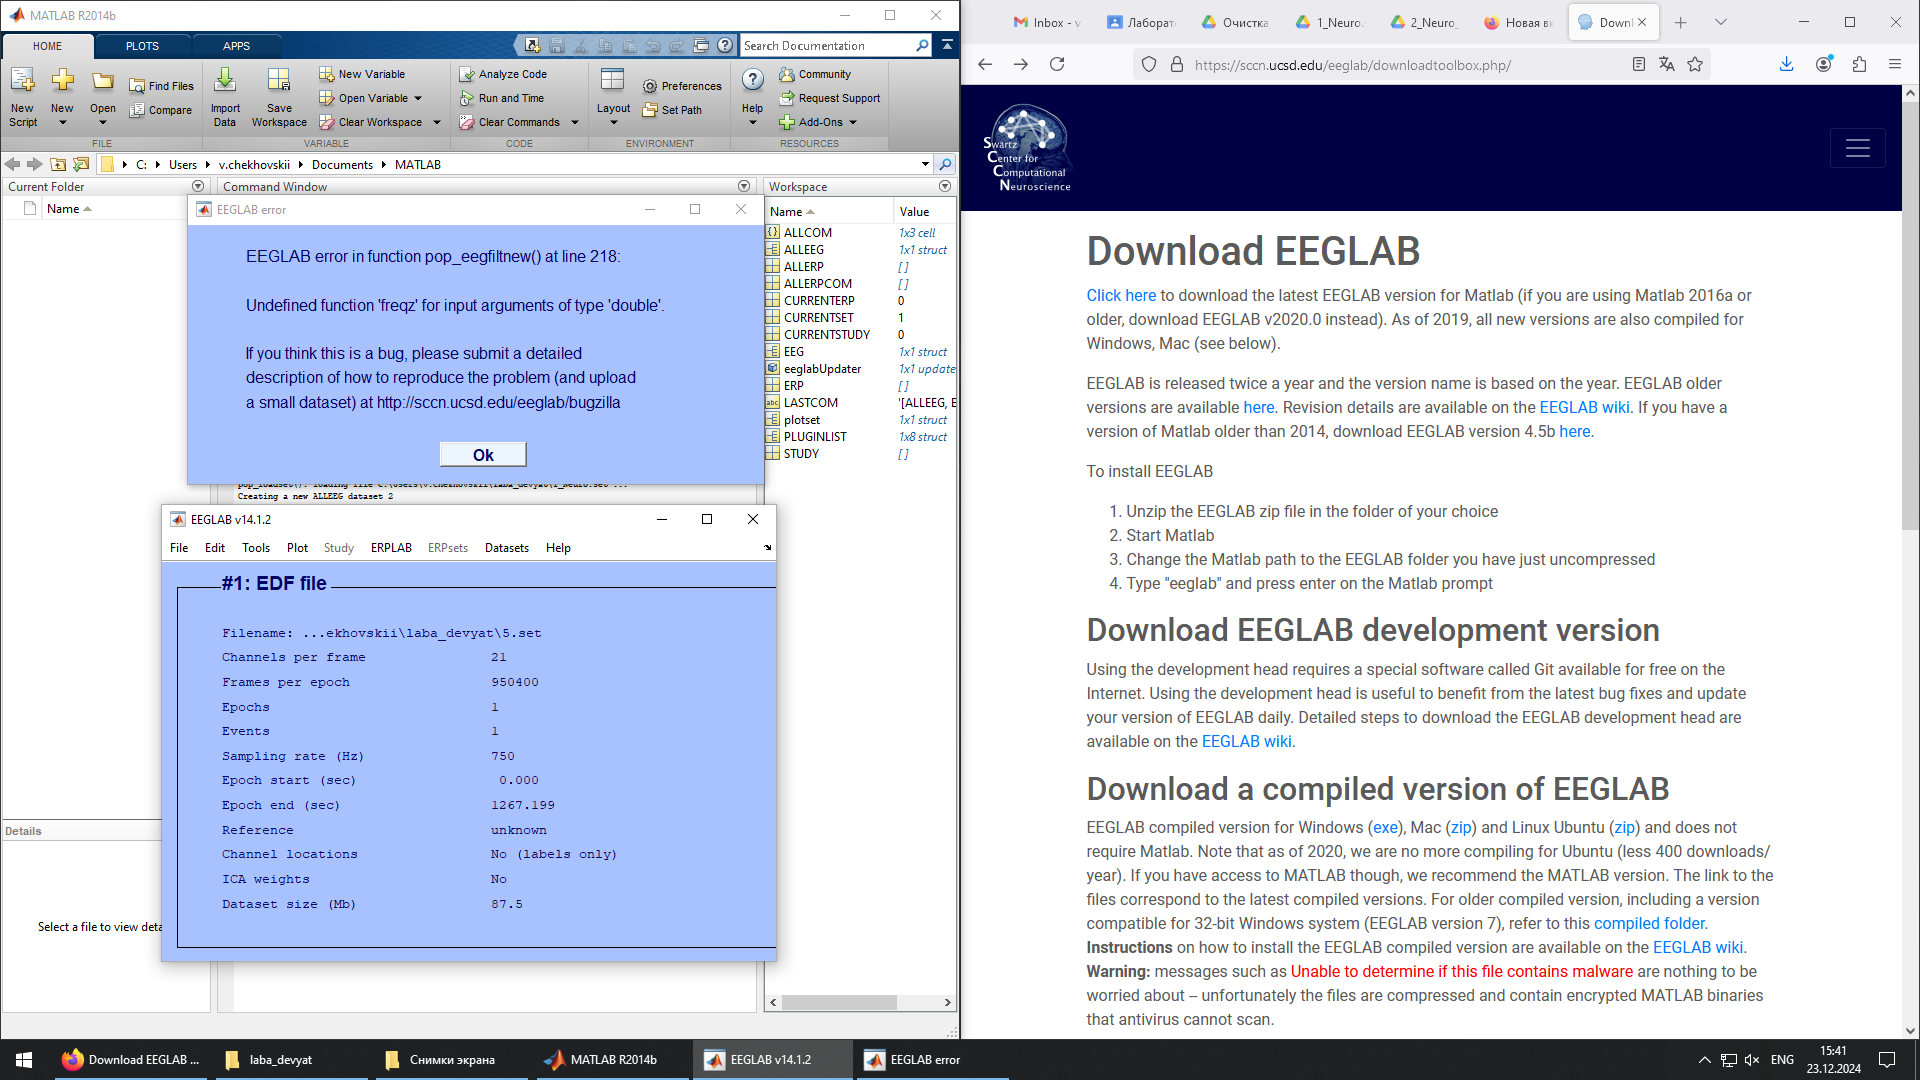 MATLAB R2014b
HOME
PLOTS
APPS
Search Documentation
New Script
New
Open
Find Files
Compare
Import Data
Save Workspace
New Variable
Open Variable
Clear Workspace
Analyze Code
Run and Time
Clear Commands
Layout
Preferences
Set Path
Help
Community
Request Support
Add-Ons
FILE
VARIABLE
CODE
ENVIRONMENT
RESOURCES
C: Users v.chekhovskii Documents MATLAB
Current Folder
Name
Command Window
Workspace
Name Value
ALLCOM 1x3 cell
ALLEEG 1x1 struct
ALLERP []
ALLERPCOM []
CURRENTERP 0
CURRENTSET 1
CURRENTSTUDY 0
EEG 1x1 struct
eeglabUpdater 1x1 update
ERP []
LASTCOM '[ALLEEG, E
plotset 1x1 struct
PLUGINLIST 1x8 struct
STUDY []
EEGLAB error
EEGLAB error in function pop_eegfiltnew() at line 218:
Undefined function 'freqz' for input arguments of type 'double'.
If you think this is a bug, please submit a detailed
description of how to reproduce the problem (and upload
a small dataset) at http://sccn.ucsd.edu/eeglab/bugzilla
Ok
Creating a new ALLEEG dataset 2
EEGLAB v14.1.2
File Edit Tools Plot Study ERPLAB ERPsets Datasets Help
#1: EDF file
Filename: ...ekhovskii\laba_devyat\5.set
Channels per frame 21
Frames per epoch 950400
Epochs 1
Events 1
Sampling rate (Hz) 750
Epoch start (sec) 0.000
Epoch end (sec) 1267.199
Reference unknown
Channel locations No (labels only)
ICA weights No
Dataset size (Mb) 87.5
Details
Select a file to view deta
Inbox - v
Лаборат
Очистка
1_Neuro.
2_Neuro_
Новая вк
Downl
https://sccn.ucsd.edu/eeglab/downloadtoolbox.php/
Swartz
Center for
Computational
Neuroscience
Download EEGLAB
Click here to download the latest EEGLAB version for Matlab (if you are using Matlab 2016a or
older, download EEGLAB v2020.0 instead). As of 2019, all new versions are also compiled for
Windows, Mac (see below).
EEGLAB is released twice a year and the version name is based on the year. EEGLAB older
versions are available here. Revision details are available on the EEGLAB wiki. If you have a
version of Matlab older than 2014, download EEGLAB version 4.5b here.
To install EEGLAB
1. Unzip the EEGLAB zip file in the folder of your choice
2. Start Matlab
3. Change the Matlab path to the EEGLAB folder you have just uncompressed
4. Type "eeglab" and press enter on the Matlab prompt
Download EEGLAB development version
Using the development head requires a special software called Git available for free on the
Internet. Using the development head is useful to benefit from the latest bug fixes and update
your version of EEGLAB daily. Detailed steps to download the EEGLAB development head are
available on the EEGLAB wiki.
Download a compiled version of EEGLAB
EEGLAB compiled version for Windows (exe), Mac (zip) and Linux Ubuntu (zip) and does not
require Matlab. Note that as of 2020, we are no more compiling for Ubuntu (less 400 downloads/
year). If you have access to MATLAB though, we recommend the MATLAB version. The link to the
files correspond to the latest compiled versions. For older compiled version, including a version
compatible for 32-bit Windows system (EEGLAB version 7), refer to this compiled folder.
Instructions on how to install the EEGLAB compiled version are available on the EEGLAB wiki.
Warning: messages such as Unable to determine if this file contains malware are nothing to be
worried about – unfortunately the files are compressed and contain encrypted MATLAB binaries
that antivirus cannot scan.
Download EEGLAB ...
laba_devyat
Снимки экрана
MATLAB R2014b
EEGLAB v14.1.2
EEGLAB error
ENG
15:41
23.12.2024